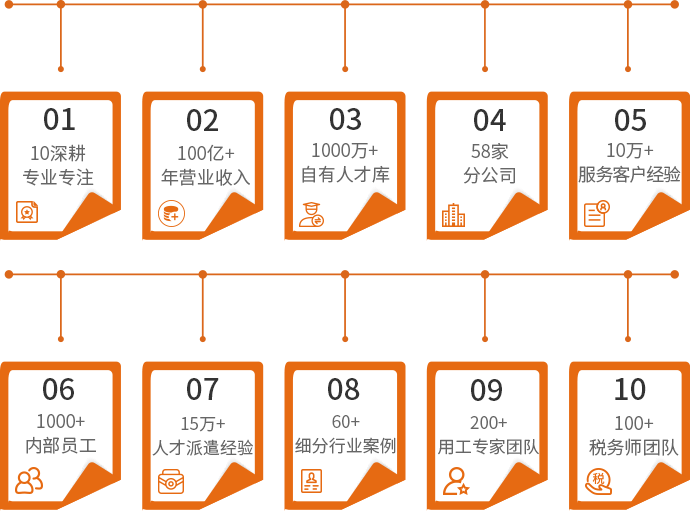 01
10深耕
专业专注
02
100亿+
年营业收入
03
1000万+
自有人才库
04
58家
分公司
05
10万+
服务客户经验
06
1000+
内部员工
07
15万+
人才派遣经验
08
60+
细分行业案例
09
200+
用工专家团队
10
100+
税务师团队
税